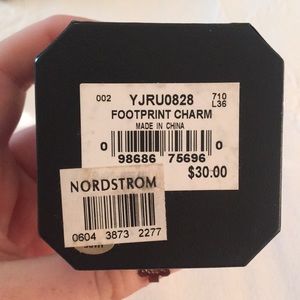 002 YJRU0828 710
L36
FOOTPRINT CHARM
MADE IN CHINA
0 98686 75696 0
$30.00
NORDSTROM
0604 3873 2277